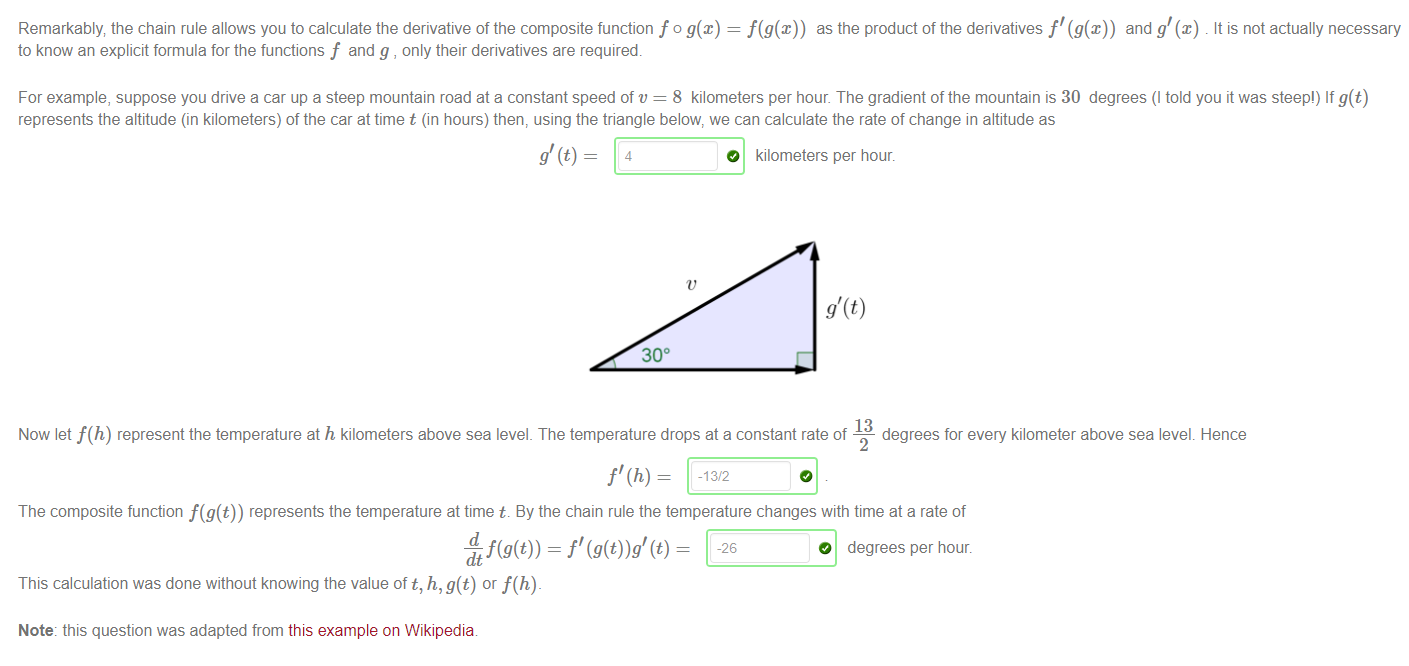 Remarkably, the chain rule allows you to calculate the derivative of the composite function f ∘ g(x) = f(g(x)) as the product of the derivatives f′(g(x)) and g′(x) . It is not actually necessary
to know an explicit formula for the functions f and g , only their derivatives are required.
For example, suppose you drive a car up a steep mountain road at a constant speed of v = 8 kilometers per hour. The gradient of the mountain is 30 degrees (I told you it was steep!) If g(t)
represents the altitude (in kilometers) of the car at time t (in hours) then, using the triangle below, we can calculate the rate of change in altitude as
g′(t) = 4 kilometers per hour.
v
g′(t)
30°
Now let f(h) represent the temperature at h kilometers above sea level. The temperature drops at a constant rate of 13/2 degrees for every kilometer above sea level. Hence
f′(h) = -13/2 .
The composite function f(g(t)) represents the temperature at time t. By the chain rule the temperature changes with time at a rate of
d/dt f(g(t)) = f′(g(t))g′(t) = -26 degrees per hour.
This calculation was done without knowing the value of t, h, g(t) or f(h).
Note: this question was adapted from this example on Wikipedia.